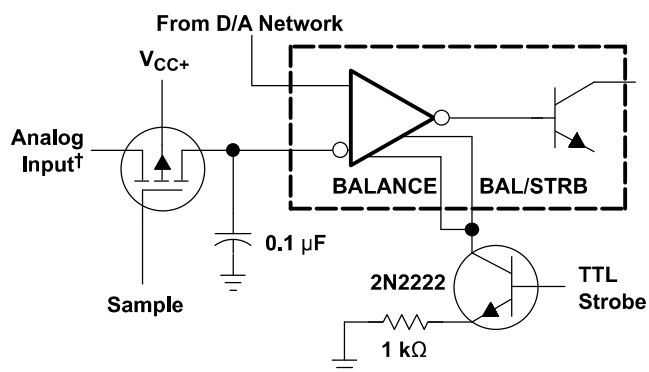 From D/A Network
VCC+
Analog
Input†
BALANCE
BAL/STRB
0.1 µF
2N2222
TTL
Strobe
Sample
1 kΩ